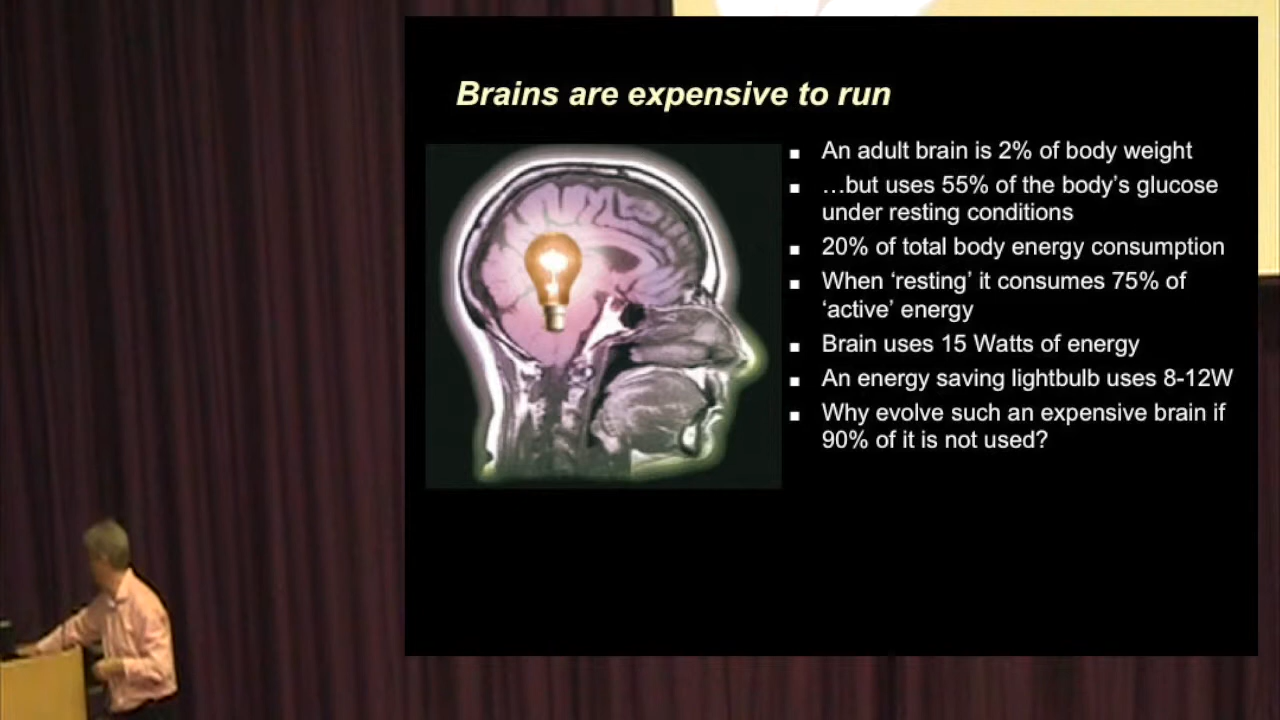 Brains are expensive to run
▪ An adult brain is 2% of body weight
▪ …but uses 55% of the body’s glucose
under resting conditions
▪ 20% of total body energy consumption
▪ When ‘resting’ it consumes 75% of
‘active’ energy
▪ Brain uses 15 Watts of energy
▪ An energy saving lightbulb uses 8-12W
▪ Why evolve such an expensive brain if
90% of it is not used?